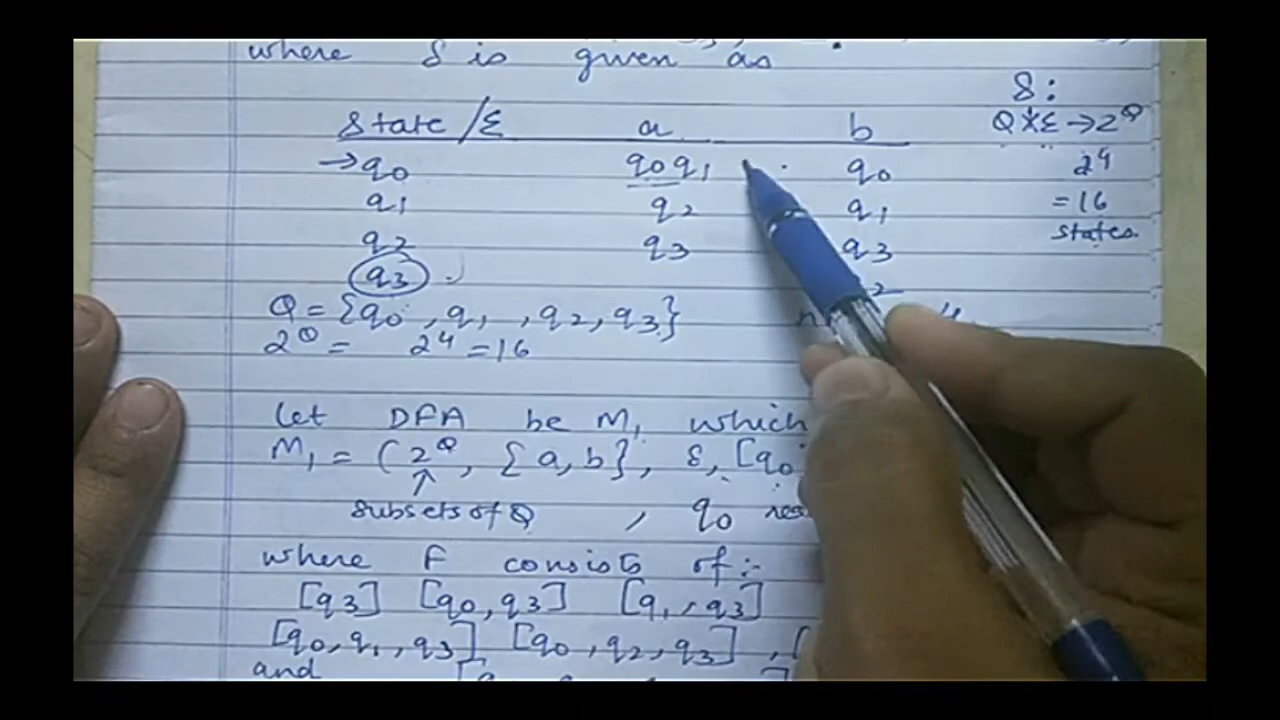 where δ is given as
δ:
State/Σ a b Q×Σ→2^Q
→q0 q0q1 q0 2^4
q1 q2 q1 =16
states
q2 q3 q3
q3 2
Q={q0, q1, q2, q3}
2^Q = 2^4=16
Let DFA be M1 which
M1 = (2^Q, {a,b}, δ, [q0
subsets of Q , q0
where F consists of:-
[q3] [q0,q3] [q1,q3]
[q0,q1,q3] [q0,q2,q3], [
and